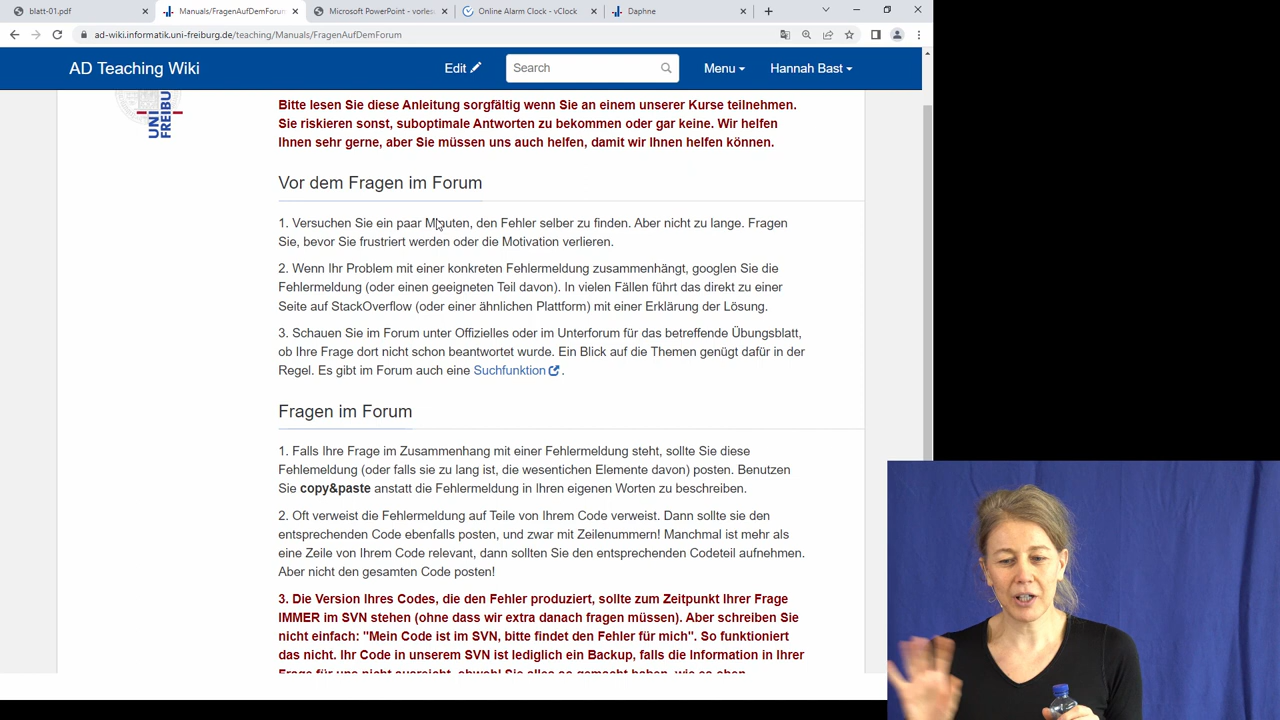 blatt-01.pdf
Manuals/FragenAufDemForum
Microsoft PowerPoint - vorles
Online Alarm Clock - vClock
Daphne
ad-wiki.informatik.uni-freiburg.de/teaching/Manuals/FragenAufDemForum
AD Teaching Wiki
Edit
Search
Menu
Hannah Bast
UNI
FREIBURG
Bitte lesen Sie diese Anleitung sorgfältig wenn Sie an einem unserer Kurse teilnehmen.
Sie riskieren sonst, suboptimale Antworten zu bekommen oder gar keine. Wir helfen
Ihnen sehr gerne, aber Sie müssen uns auch helfen, damit wir Ihnen helfen können.
Vor dem Fragen im Forum
1. Versuchen Sie ein paar Minuten, den Fehler selber zu finden. Aber nicht zu lange. Fragen
Sie, bevor Sie frustriert werden oder die Motivation verlieren.
2. Wenn Ihr Problem mit einer konkreten Fehlermeldung zusammenhängt, googlen Sie die
Fehlermeldung (oder einen geeigneten Teil davon). In vielen Fällen führt das direkt zu einer
Seite auf StackOverflow (oder einer ähnlichen Plattform) mit einer Erklärung der Lösung.
3. Schauen Sie im Forum unter Offizielles oder im Unterforum für das betreffende Übungsblatt,
ob Ihre Frage dort nicht schon beantwortet wurde. Ein Blick auf die Themen genügt dafür in der
Regel. Es gibt im Forum auch eine Suchfunktion .
Fragen im Forum
1. Falls Ihre Frage im Zusammenhang mit einer Fehlermeldung steht, sollte Sie diese
Fehlemeldung (oder falls sie zu lang ist, die wesentichen Elemente davon) posten. Benutzen
Sie copy&paste anstatt die Fehlermeldung in Ihren eigenen Worten zu beschreiben.
2. Oft verweist die Fehlermeldung auf Teile von Ihrem Code verweist. Dann sollte sie den
entsprechenden Code ebenfalls posten, und zwar mit Zeilenummern! Manchmal ist mehr als
eine Zeile von Ihrem Code relevant, dann sollten Sie den entsprechenden Codeteil aufnehmen.
Aber nicht den gesamten Code posten!
3. Die Version Ihres Codes, die den Fehler produziert, sollte zum Zeitpunkt Ihrer Frage
IMMER im SVN stehen (ohne dass wir extra danach fragen müssen). Aber schreiben Sie
nicht einfach: "Mein Code ist im SVN, bitte findet den Fehler für mich". So funktioniert
das nicht. Ihr Code in unserem SVN ist lediglich ein Backup, falls die Information in Ihrer
Frage für uns nicht ausreicht, obwohl Sie alles so gemacht haben, wie es oben